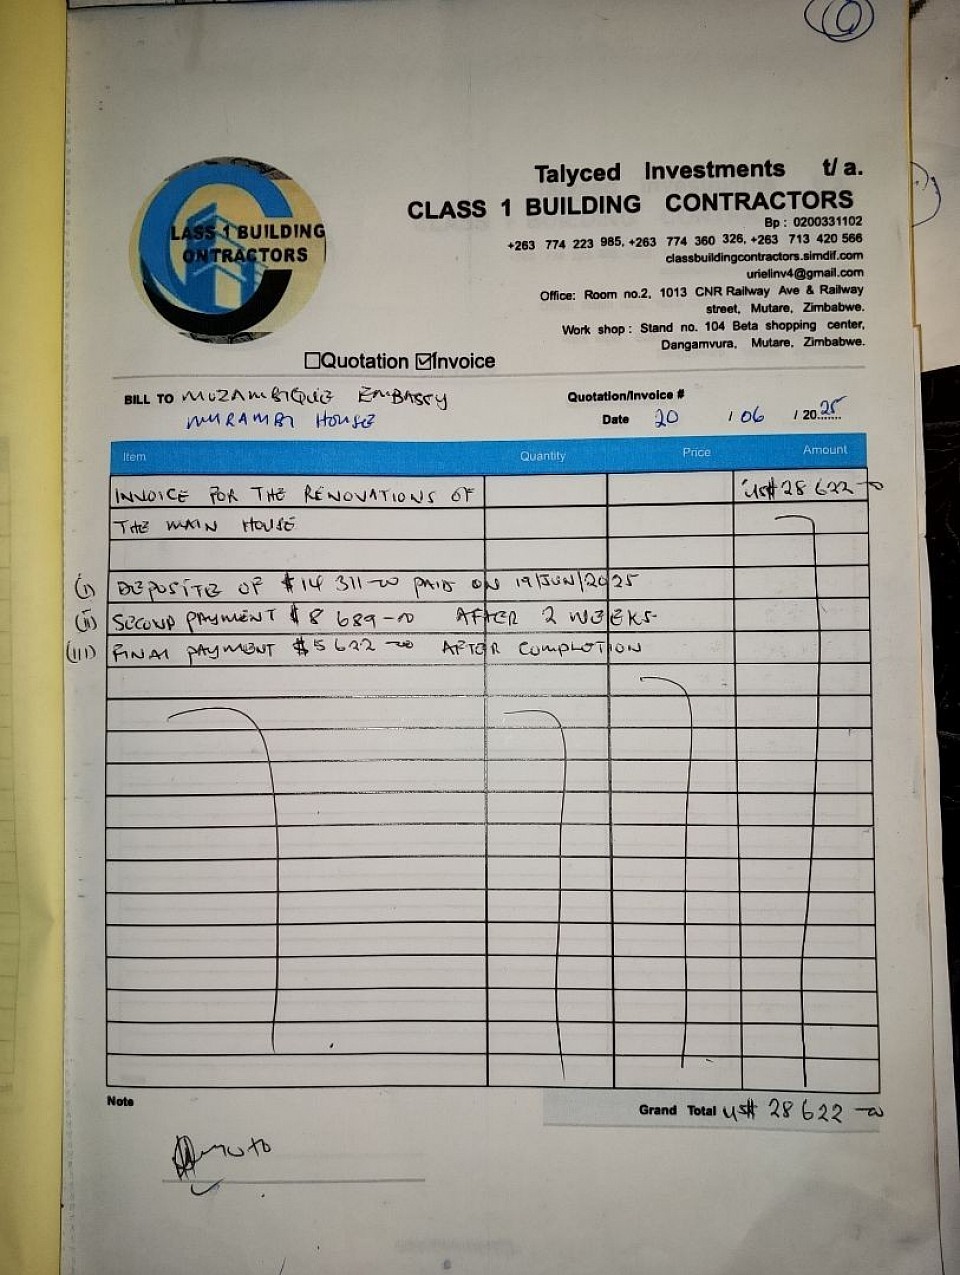 LASS 1 BUILDING
ONTRACTORS
Talyced Investments t/a.
CLASS 1 BUILDING CONTRACTORS
Bp : 0200331102
+263 774 223 985, +263 774 360 326, +263 713 420 566
classbuildingcontractors.simdif.com
urielinv4@gmail.com
Office: Room no.2, 1013 CNR Railway Ave & Railway
street, Mutare, Zimbabwe.
Work shop : Stand no. 104 Beta shopping center,
Dangamvura, Mutare, Zimbabwe.
Quotation Invoice
BILL TO MOZAMBIQUE EMBASSY
MURAMBI HOUSE
Quotation/Invoice #
Date 20 / 06 / 20 25
Item Quantity Price Amount
INVOICE FOR THE RENOVATIONS OF US$ 28 622-00
THE MAIN HOUSE
(i) DEPOSITE OF $14 311-00 PAID ON 19/JUN/2025
(ii) SECOND PAYMENT $8 689-00 AFTER 2 WEEKS-
(iii) FINAL PAYMENT $5 622-00 AFTER COMPLETION
Note
Grand Total US$ 28 622-00